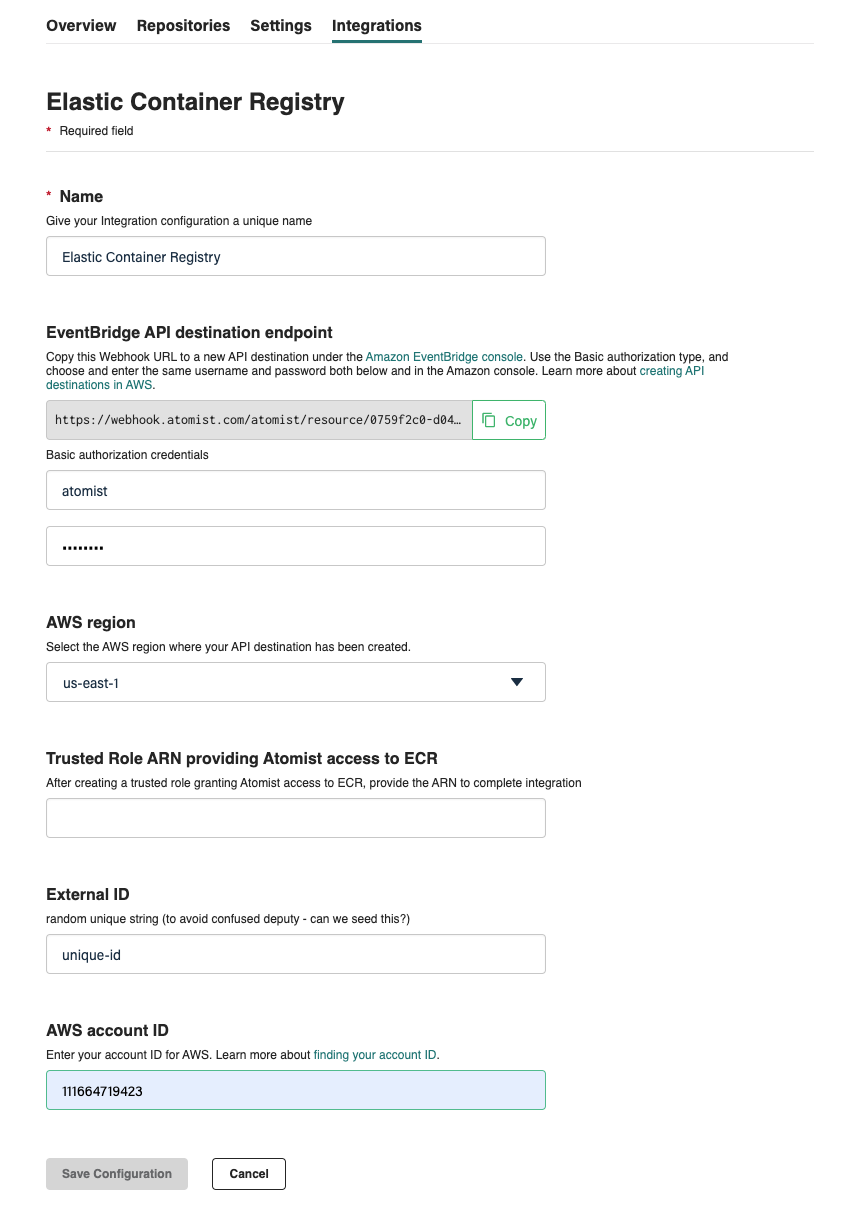 Overview Repositories Settings Integrations
Elastic Container Registry
* Required field
* Name
Give your Integration configuration a unique name
Elastic Container Registry
EventBridge API destination endpoint
Copy this Webhook URL to a new API destination under the Amazon EventBridge console. Use the Basic authorization type, and
choose and enter the same username and password both below and in the Amazon console. Learn more about creating API
destinations in AWS.
https://webhook.atomist.com/atomist/resource/0759f2c0-d04… Copy
Basic authorization credentials
atomist
••••••••
AWS region
Select the AWS region where your API destination has been created.
us-east-1
Trusted Role ARN providing Atomist access to ECR
After creating a trusted role granting Atomist access to ECR, provide the ARN to complete integration
External ID
random unique string (to avoid confused deputy - can we seed this?)
unique-id
AWS account ID
Enter your account ID for AWS. Learn more about finding your account ID.
111664719423
Save Configuration Cancel